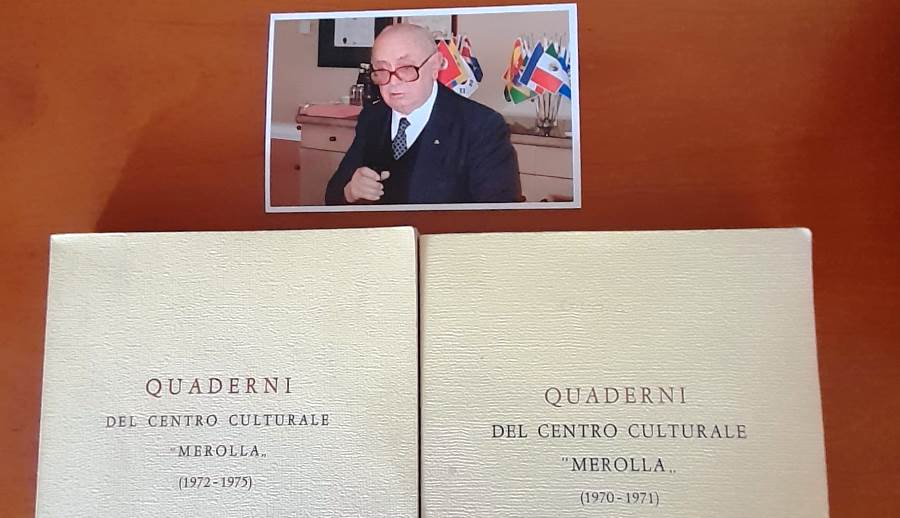 QUADERNI
DEL CENTRO CULTURALE
"MEROLLA„
(1972-1975)
QUADERNI
DEL CENTRO CULTURALE
"MEROLLA„
(1970-1971)